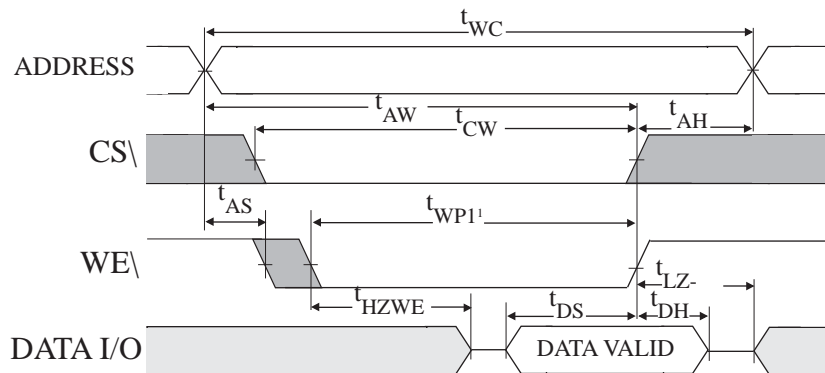 tWC
ADDRESS
tAW
tCW
tAH
CS\
tAS
tWP1¹
WE\
tHZWE
tDS
tLZ-
tDH
DATA I/O
DATA VALID